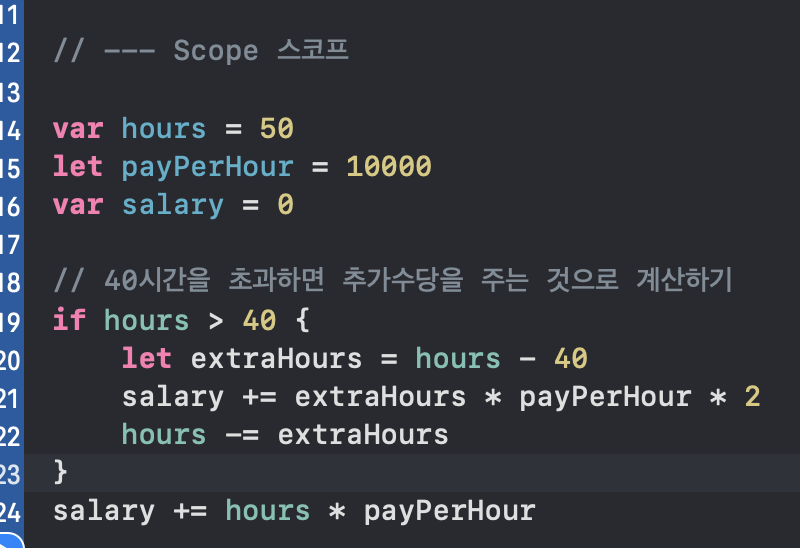 11
12 // --- Scope 스코프
13
14 var hours = 50
15 let payPerHour = 10000
16 var salary = 0
17
18 // 40시간을 초과하면 추가수당을 주는 것으로 계산하기
19 if hours > 40 {
20     let extraHours = hours - 40
21     salary += extraHours * payPerHour * 2
22     hours -= extraHours
23 }
24 salary += hours * payPerHour